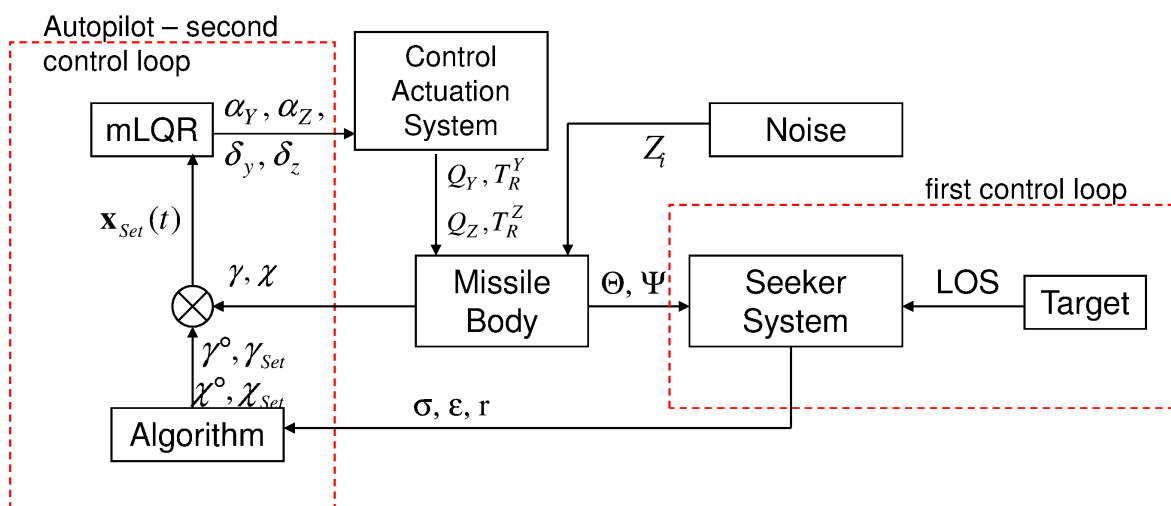 Autopilot – second
control loop
Control
Actuation
System
mLQR
α_Y, α_Z,
δ_y, δ_z
Noise
Z_i
Q_Y, T_R^Y
Q_Z, T_R^Z
first control loop
x_Set(t)
γ, χ
Missile
Body
Θ, Ψ
Seeker
System
LOS
Target
γ°, γ_Set
χ°, χ_Set
σ, ε, r
Algorithm